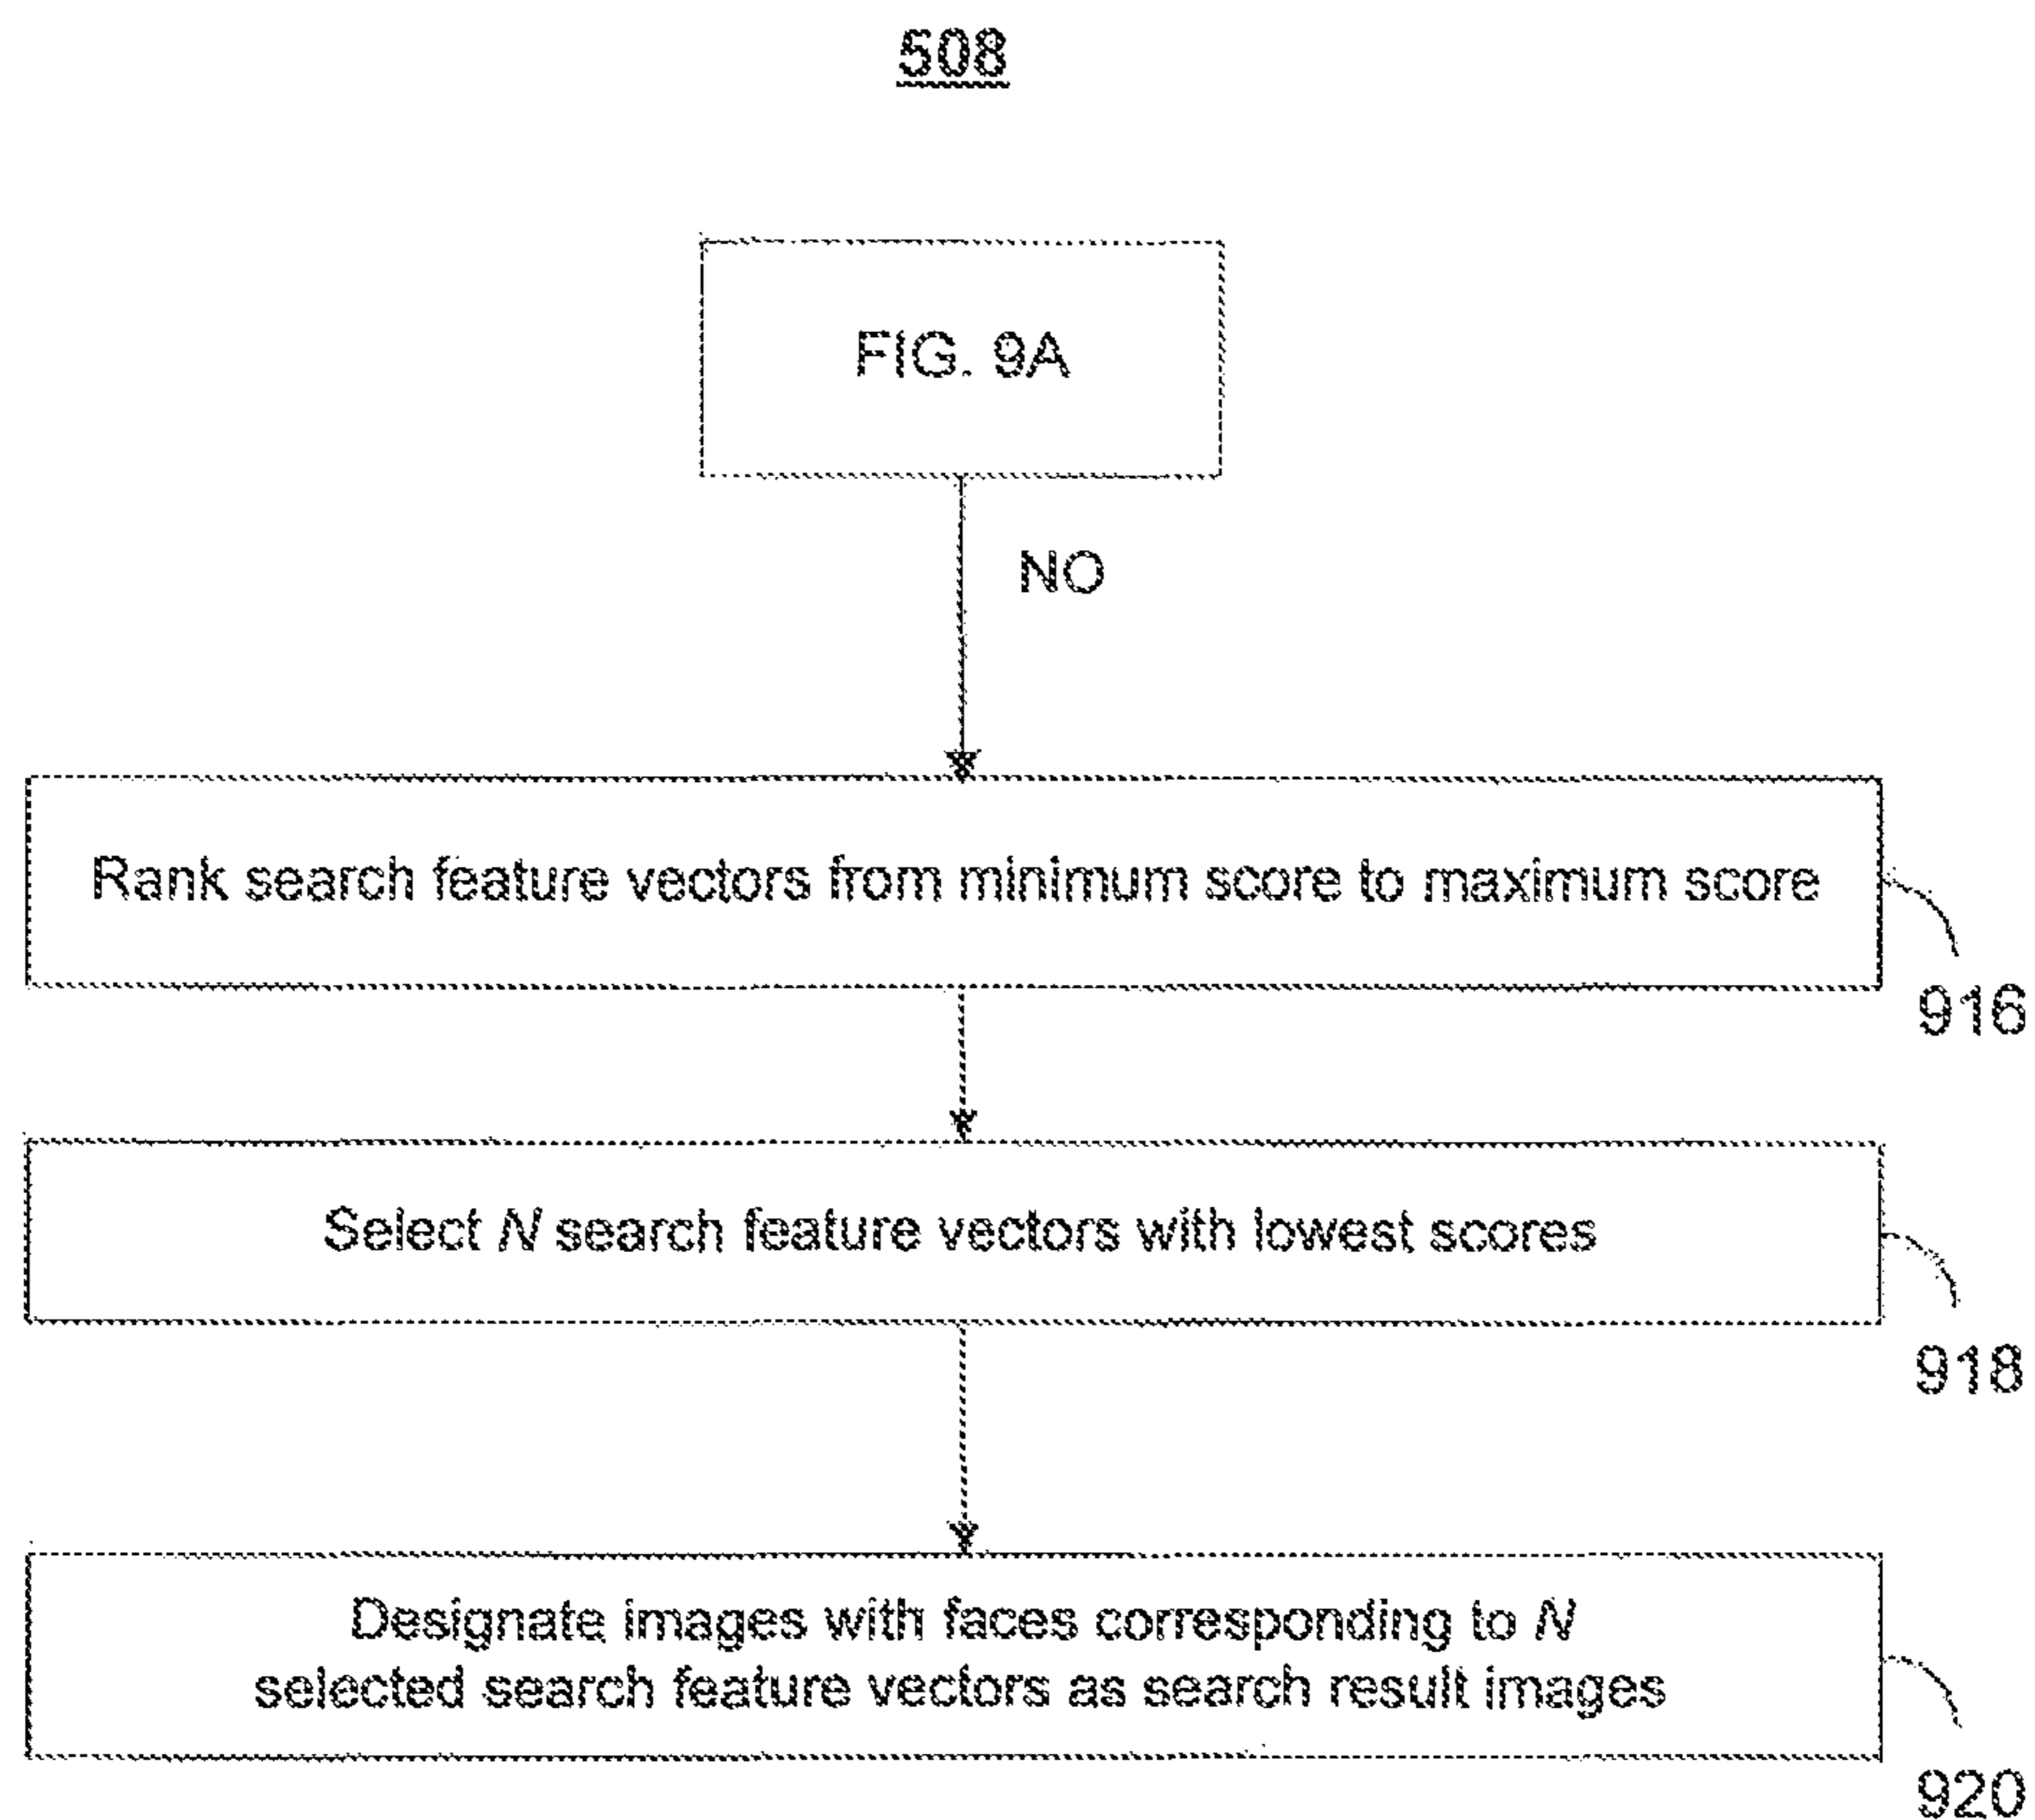 508
FIG. 9A
NO
Rank search feature vectors from minimum score to maximum score
916
Select N search feature vectors with lowest scores
918
Designate images with faces corresponding to N
selected search feature vectors as search result images
920